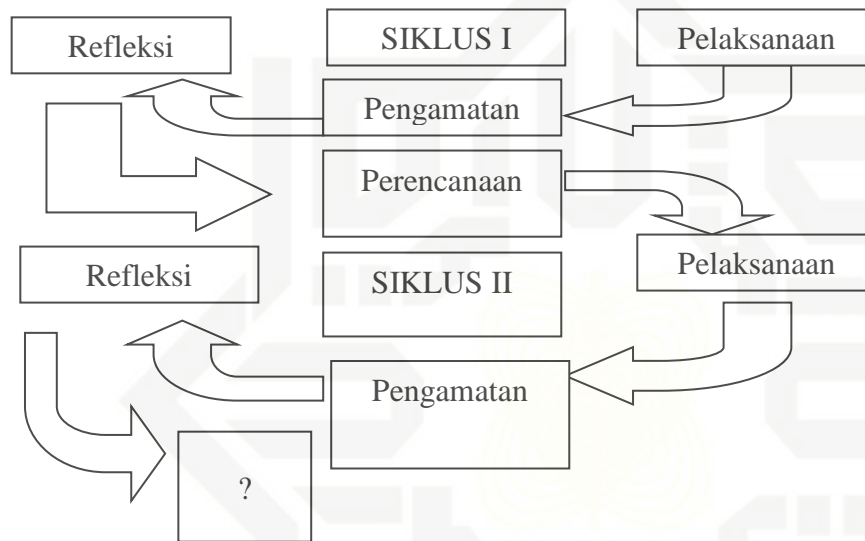 Refleksi
SIKLUS I
Pelaksanaan
Pengamatan
Perencanaan
Refleksi
SIKLUS II
Pelaksanaan
Pengamatan
?